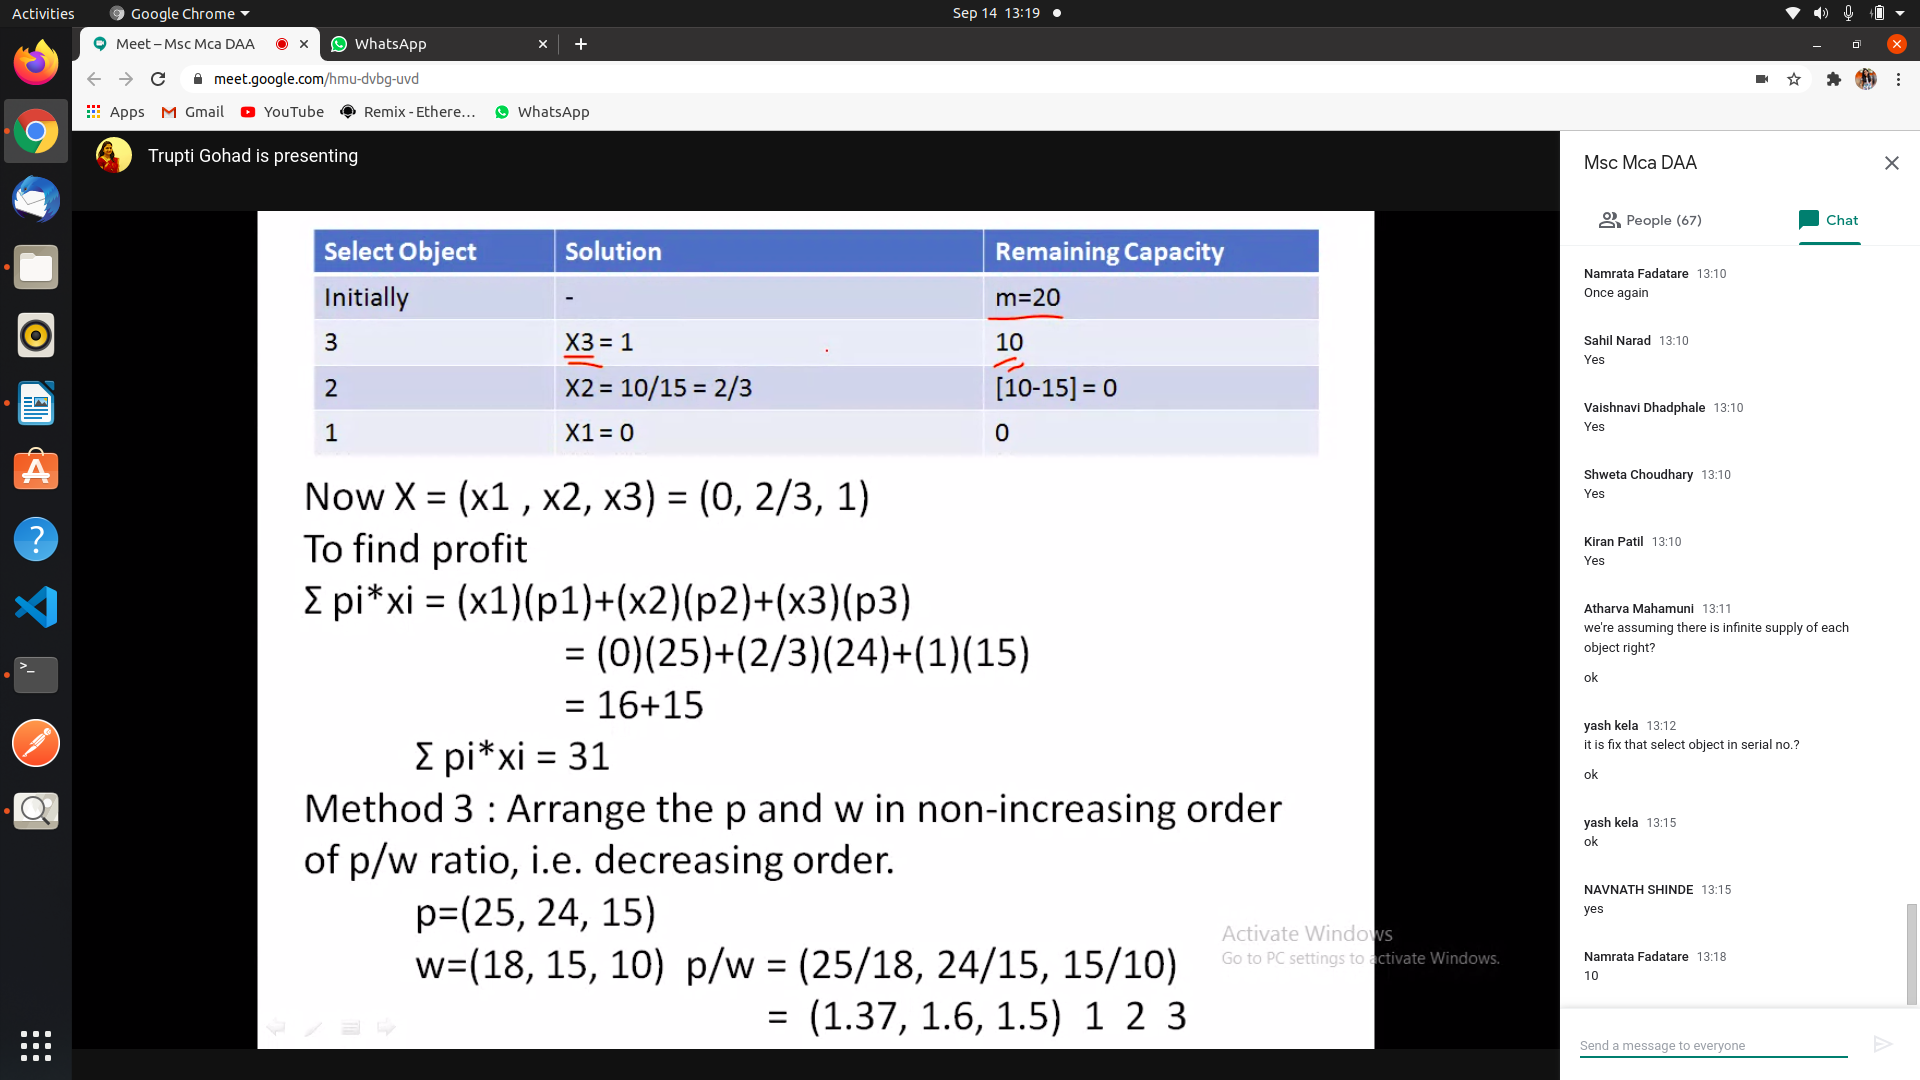 Activities
Google Chrome
Sep 14 13:19
Meet – Msc Mca DAA
WhatsApp
meet.google.com/hmu-dvbg-uvd
Apps
Gmail
YouTube
Remix - Ethere…
WhatsApp
Trupti Gohad is presenting
Select Object Solution Remaining Capacity
Initially - m=20
3 X3 = 1 10
2 X2 = 10/15 = 2/3 [10-15] = 0
1 X1 = 0 0
Now X = (x1 , x2, x3) = (0, 2/3, 1)
To find profit
Σ pi*xi = (x1)(p1)+(x2)(p2)+(x3)(p3)
= (0)(25)+(2/3)(24)+(1)(15)
= 16+15
Σ pi*xi = 31
Method 3 : Arrange the p and w in non-increasing order
of p/w ratio, i.e. decreasing order.
p=(25, 24, 15)
w=(18, 15, 10) p/w = (25/18, 24/15, 15/10)
= (1.37, 1.6, 1.5) 1 2 3
Activate Windows
Go to PC settings to activate Windows.
Msc Mca DAA
People (67)
Chat
Namrata Fadatare 13:10
Once again
Sahil Narad 13:10
Yes
Vaishnavi Dhadphale 13:10
Yes
Shweta Choudhary 13:10
Yes
Kiran Patil 13:10
Yes
Atharva Mahamuni 13:11
we're assuming there is infinite supply of each
object right?
ok
yash kela 13:12
it is fix that select object in serial no.?
ok
yash kela 13:15
ok
NAVNATH SHINDE 13:15
yes
Namrata Fadatare 13:18
10
Send a message to everyone